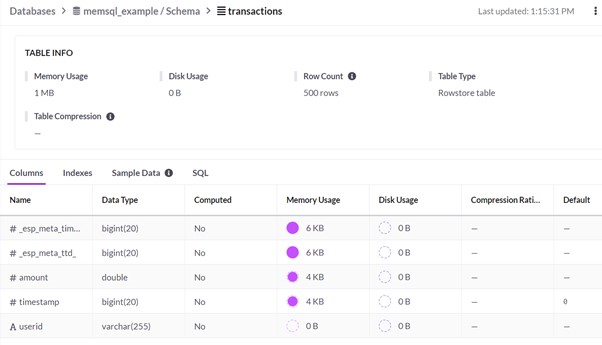 Databases > memsql_example / Schema > transactions Last updated: 1:15:31 PM
TABLE INFO
Memory Usage Disk Usage Row Count Table Type
1 MB 0 B 500 rows Rowstore table
Table Compression
—
Columns Indexes Sample Data SQL
Name Data Type Computed Memory Usage Disk Usage Compression Rati... Default
# _esp_meta_tim... bigint(20) No 6 KB 0 B — —
# _esp_meta_ttd_ bigint(20) No 6 KB 0 B — —
# amount double No 4 KB 0 B — —
# timestamp bigint(20) No 4 KB 0 B — 0
A userid varchar(255) No 0 B 0 B — —